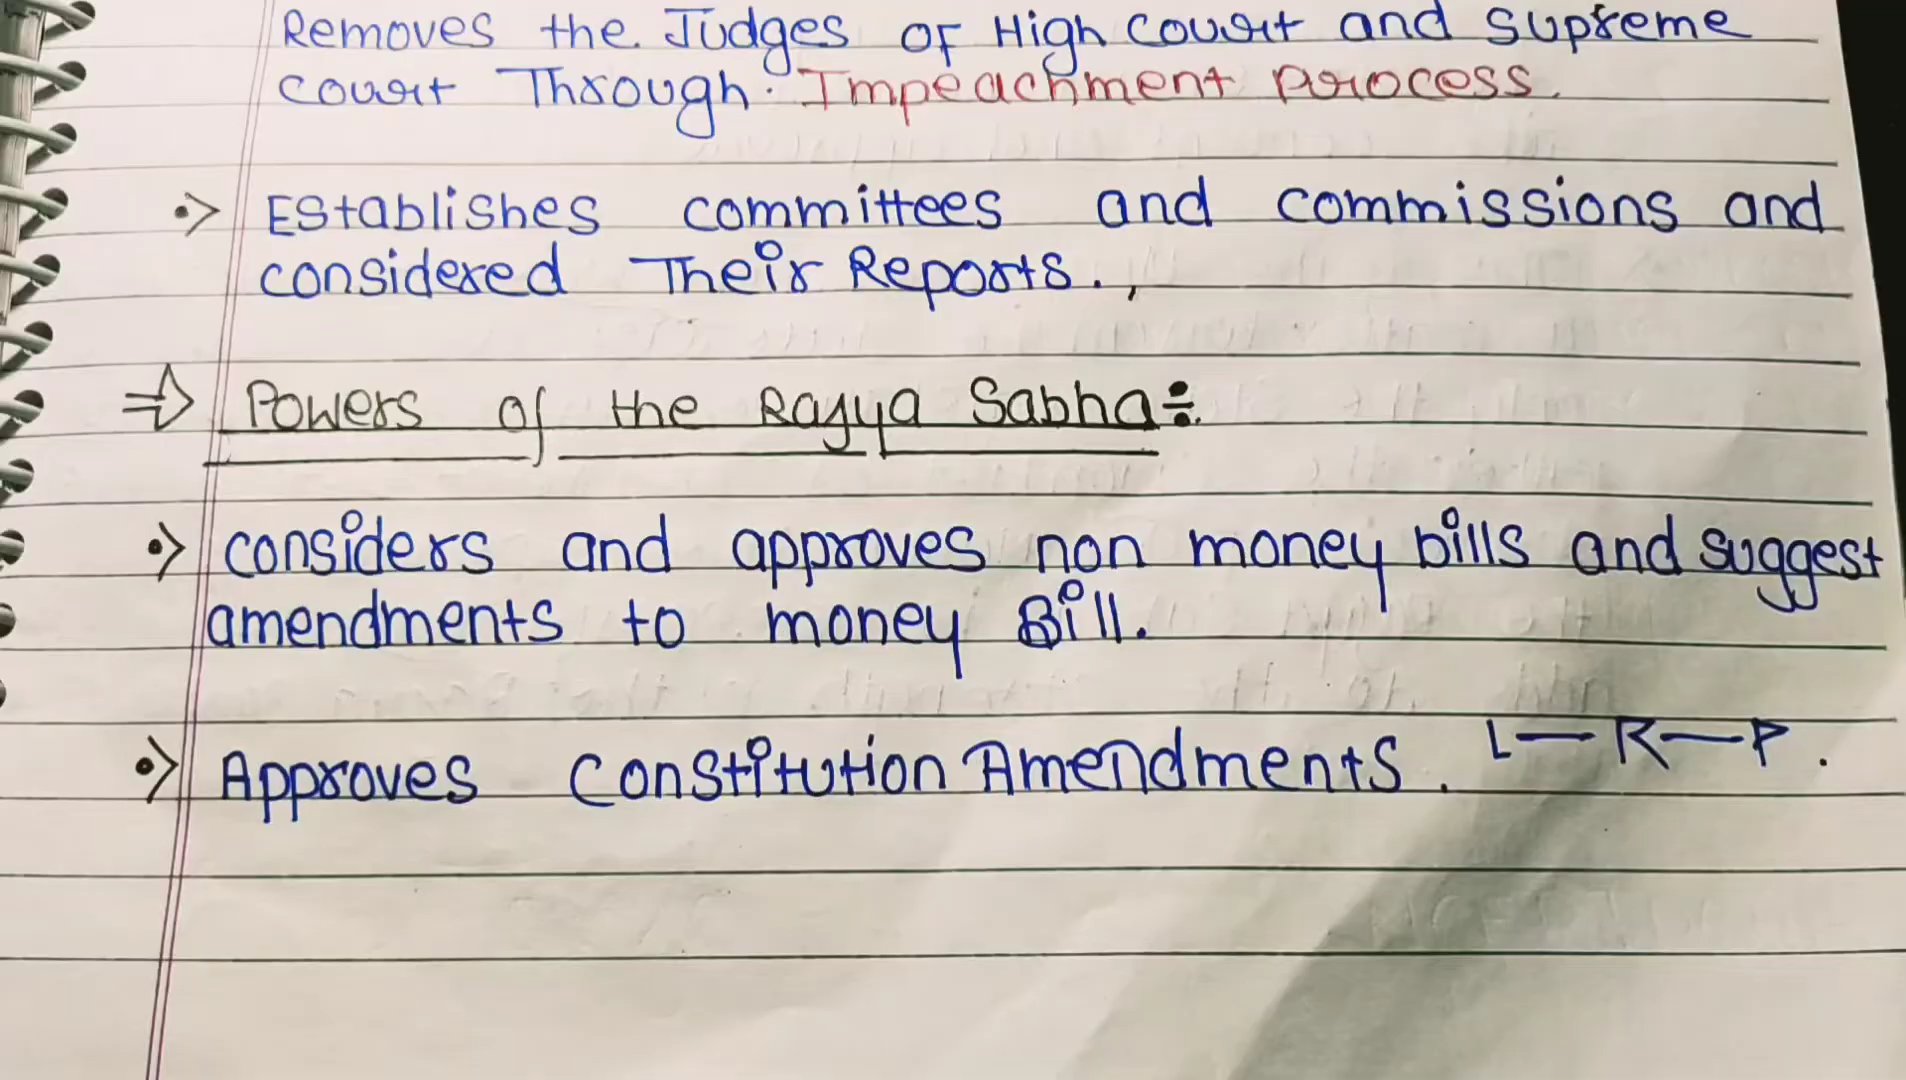 Removes the Judges of High Court and Supreme
Court Through. Impeachment process.
•> Establishes committees and commissions and
considered Their Reports.,
=> Powers of the Rajya Sabha÷
•> considers and approves non money bills and suggest
amendments to money Bill.
•> Approves Constitution Amendments. L—R—P.